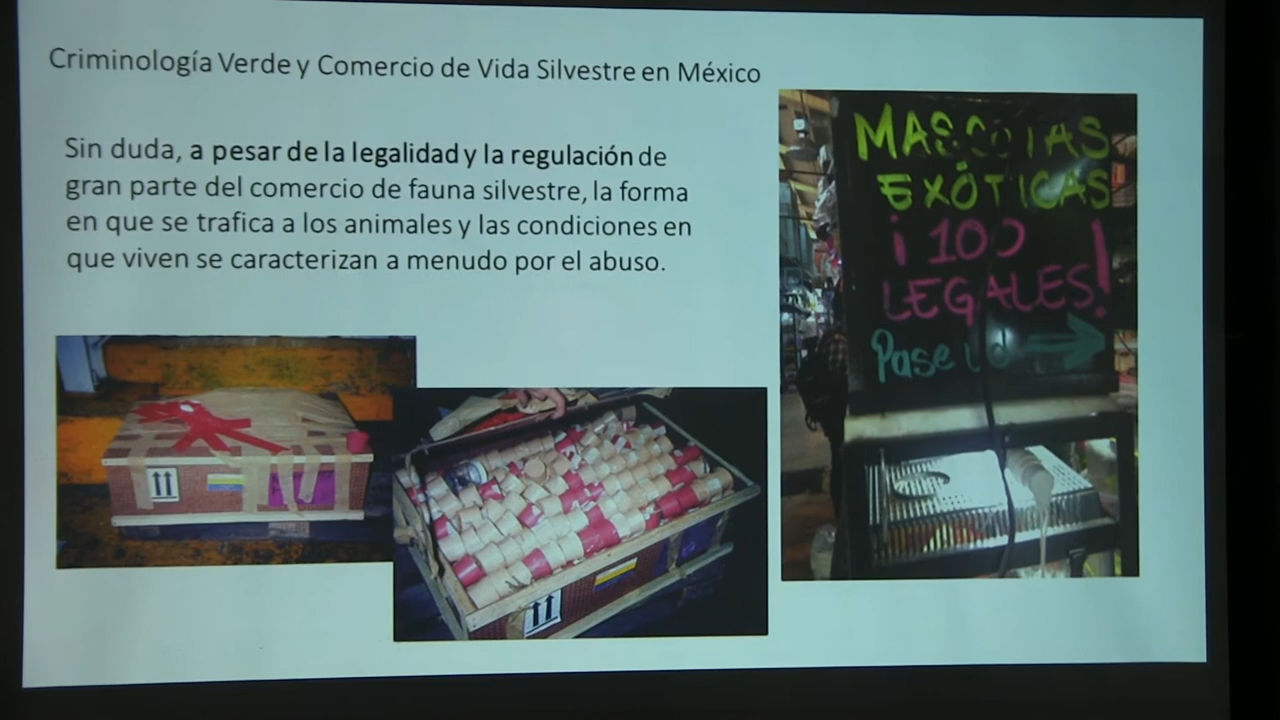 Criminología Verde y Comercio de Vida Silvestre en México
Sin duda, a pesar de la legalidad y la regulación de
gran parte del comercio de fauna silvestre, la forma
en que se trafica a los animales y las condiciones en
que viven se caracterizan a menudo por el abuso.
MASCOTAS
EXÓTICAS
¡100
LEGALES!
Pase